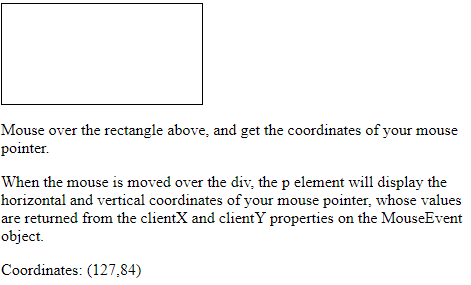 Mouse over the rectangle above, and get the coordinates of your mouse
pointer.
When the mouse is moved over the div, the p element will display the
horizontal and vertical coordinates of your mouse pointer, whose values
are returned from the clientX and clientY properties on the MouseEvent
object.
Coordinates: (127,84)